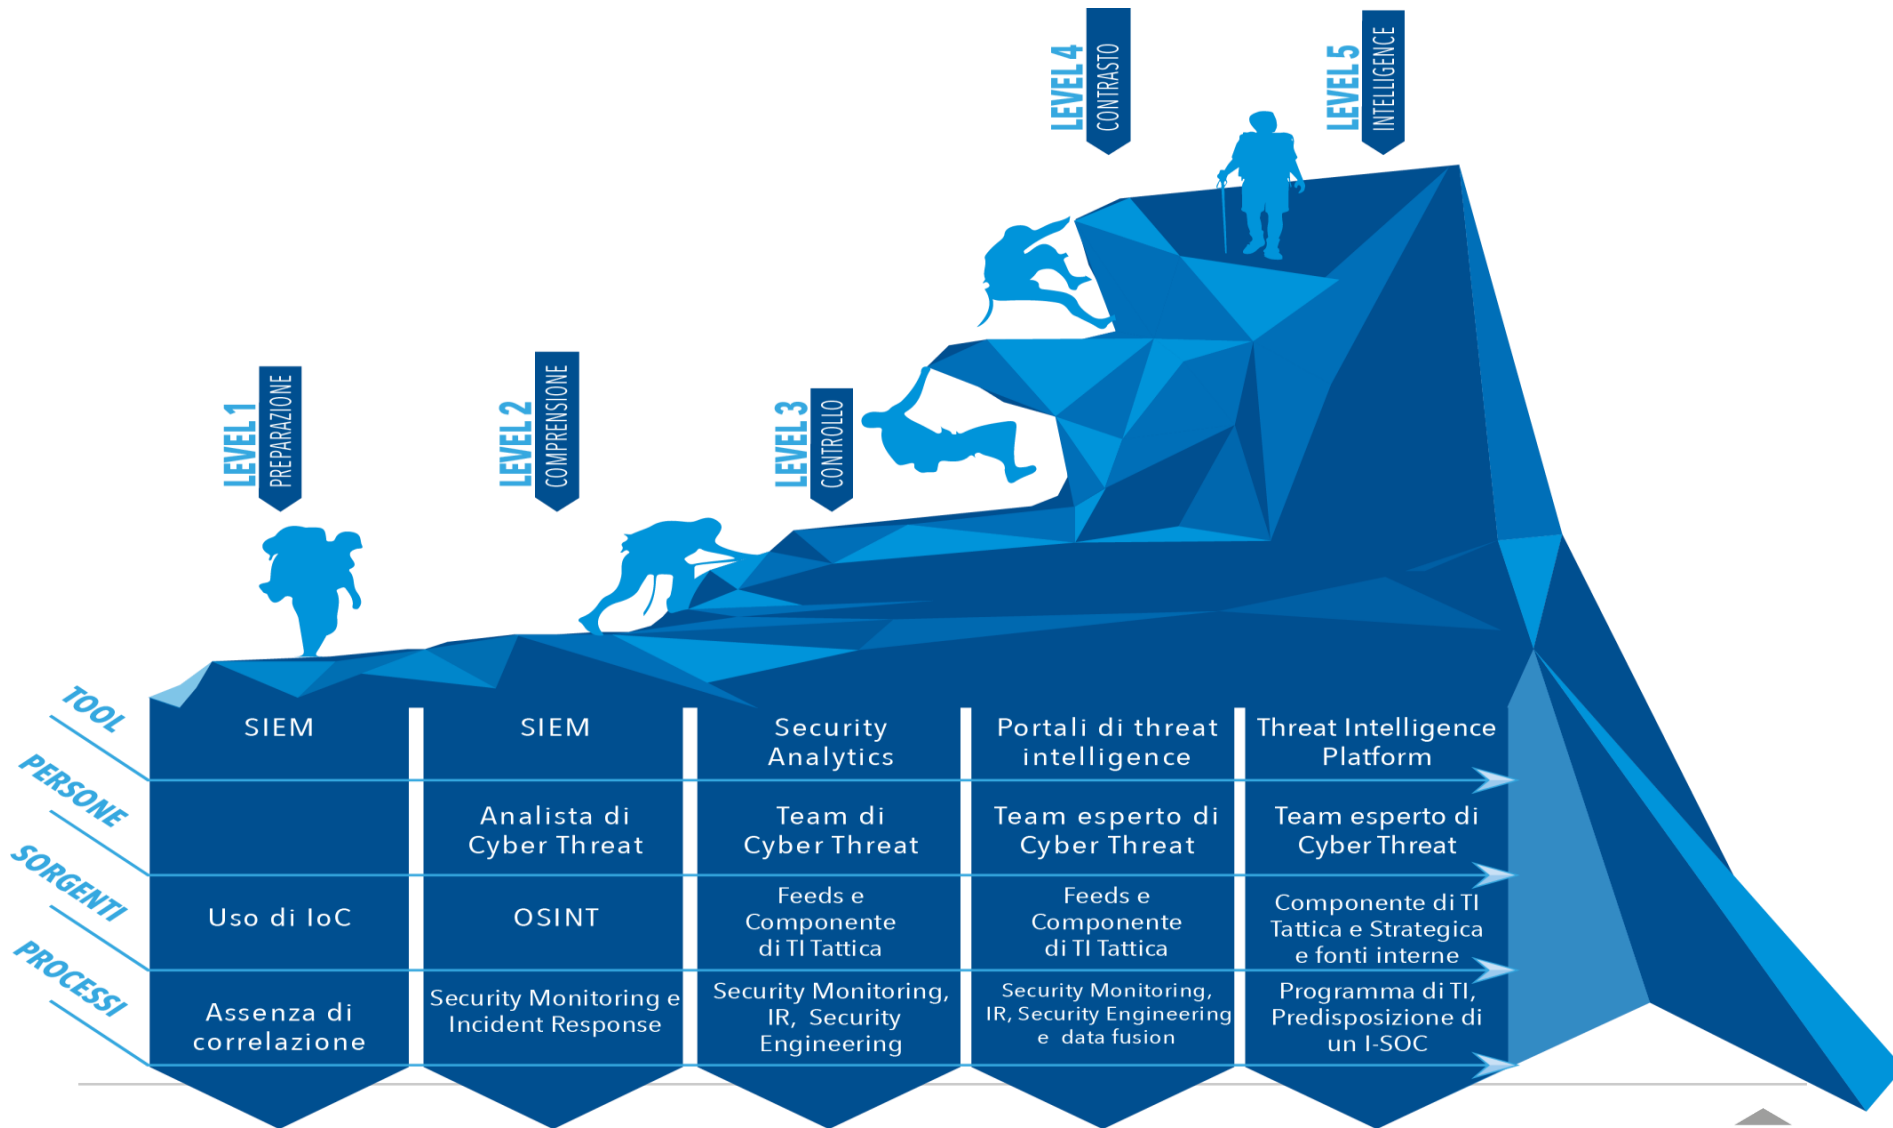 LEVEL 1
PREPARAZIONE
LEVEL 2
COMPRENSIONE
LEVEL 3
CONTROLLO
LEVEL 4
CONTRASTO
LEVEL 5
INTELLIGENCE
TOOL
SIEM
SIEM
Security
Analytics
Portali di threat
intelligence
Threat Intelligence
Platform
PERSONE
Analista di
Cyber Threat
Team di
Cyber Threat
Team esperto di
Cyber Threat
Team esperto di
Cyber Threat
SORGENTI
Uso di IoC
OSINT
Feeds e
Componente
di TI Tattica
Feeds e
Componente
di TI Tattica
Componente di TI
Tattica e Strategica
e fonti interne
PROCESSI
Assenza di
correlazione
Security Monitoring e
Incident Response
Security Monitoring,
IR, Security
Engineering
Security Monitoring,
IR, Security Engineering
e data fusion
Programma di TI,
Predisposizione di
un I-SOC